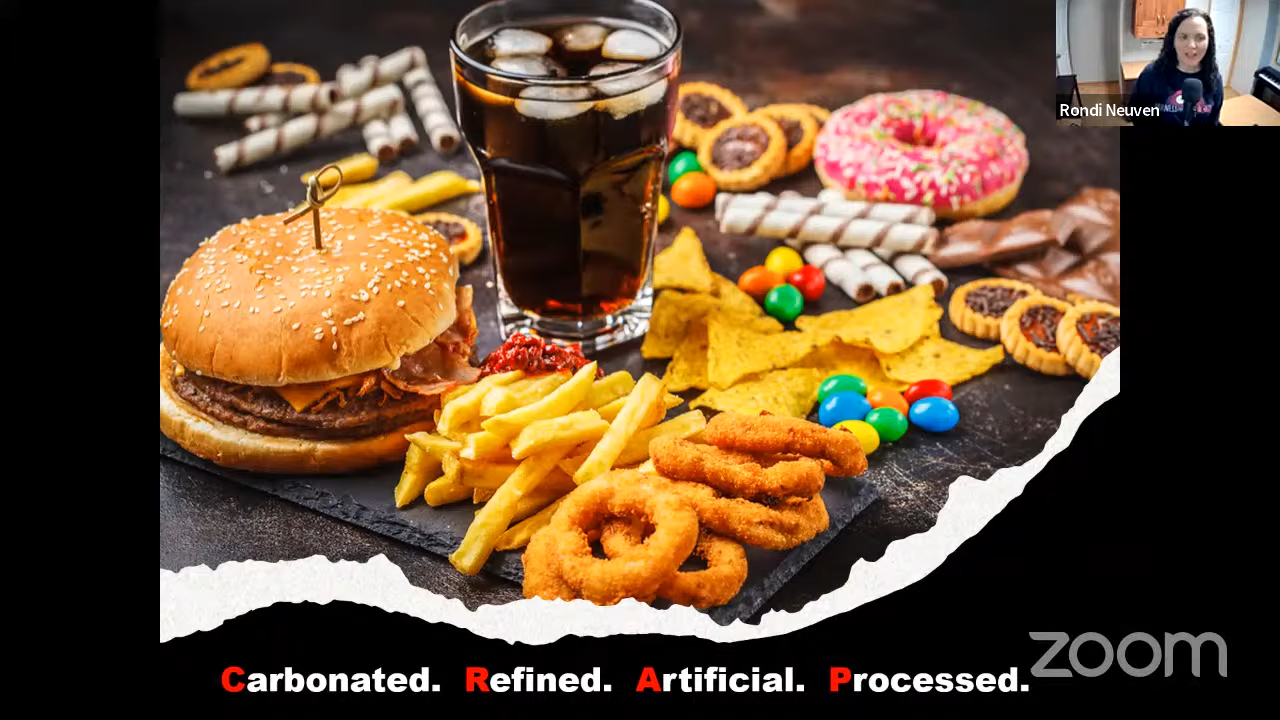 Rondi Neuven
Carbonated. Refined. Artificial. Processed.
zoom